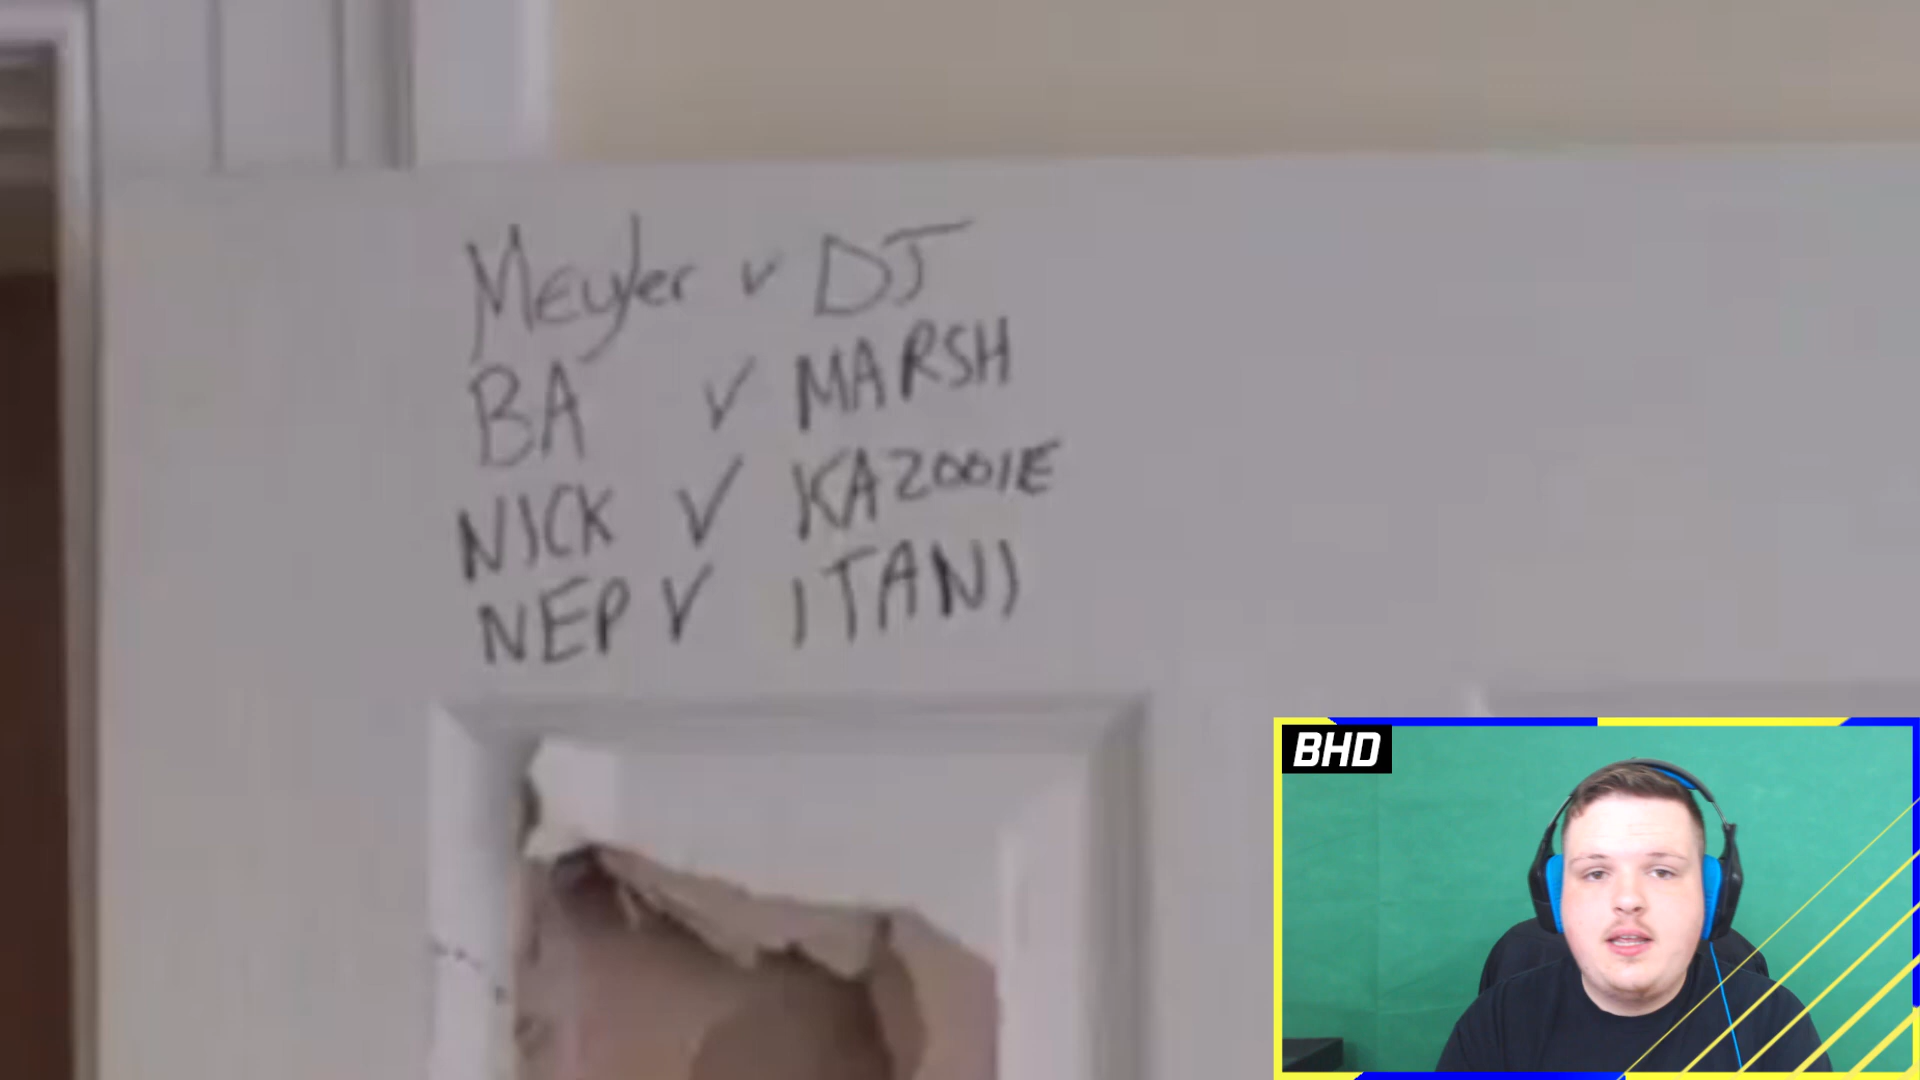 Meyler v DJ
BA v MARSH
NICK V KAZOOIE
NEP V ITANI
BHD